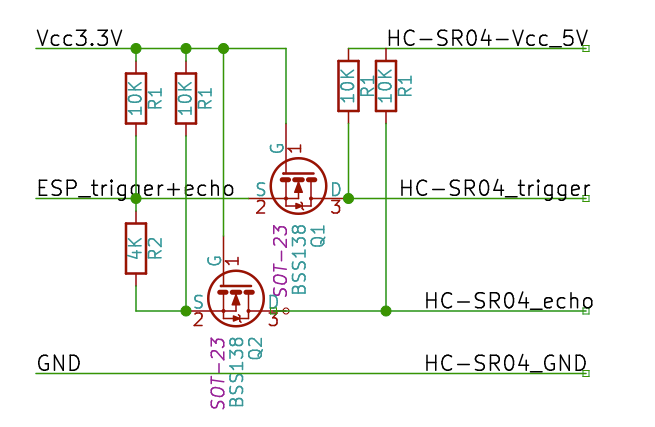 Vcc3.3V
HC-SR04-Vcc_5V
10K
R1
10K
R1
10K
R1
10K
R1
G
1
ESP_trigger+echo
S
2
D
3
HC-SR04_trigger
4K
R2
SOT-23
BSS138
Q1
G
1
S
2
D
3
HC-SR04_echo
SOT-23
BSS138
Q2
GND
HC-SR04_GND